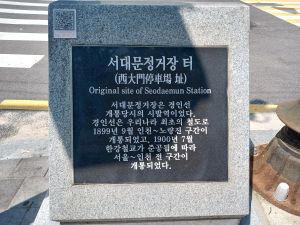 서대문정거장 터
(西大門停車場 址)
Original site of Seodaemun Station
서대문정거장은 경인선
개통당시의 시발역이었다.
경인선은 우리나라 최초의 철도로
1899년 9월 인천~노량진 구간이
개통되었고, 1900년 7월
한강철교가 준공됨에 따라
서울~인천 전 구간이
개통되었다.